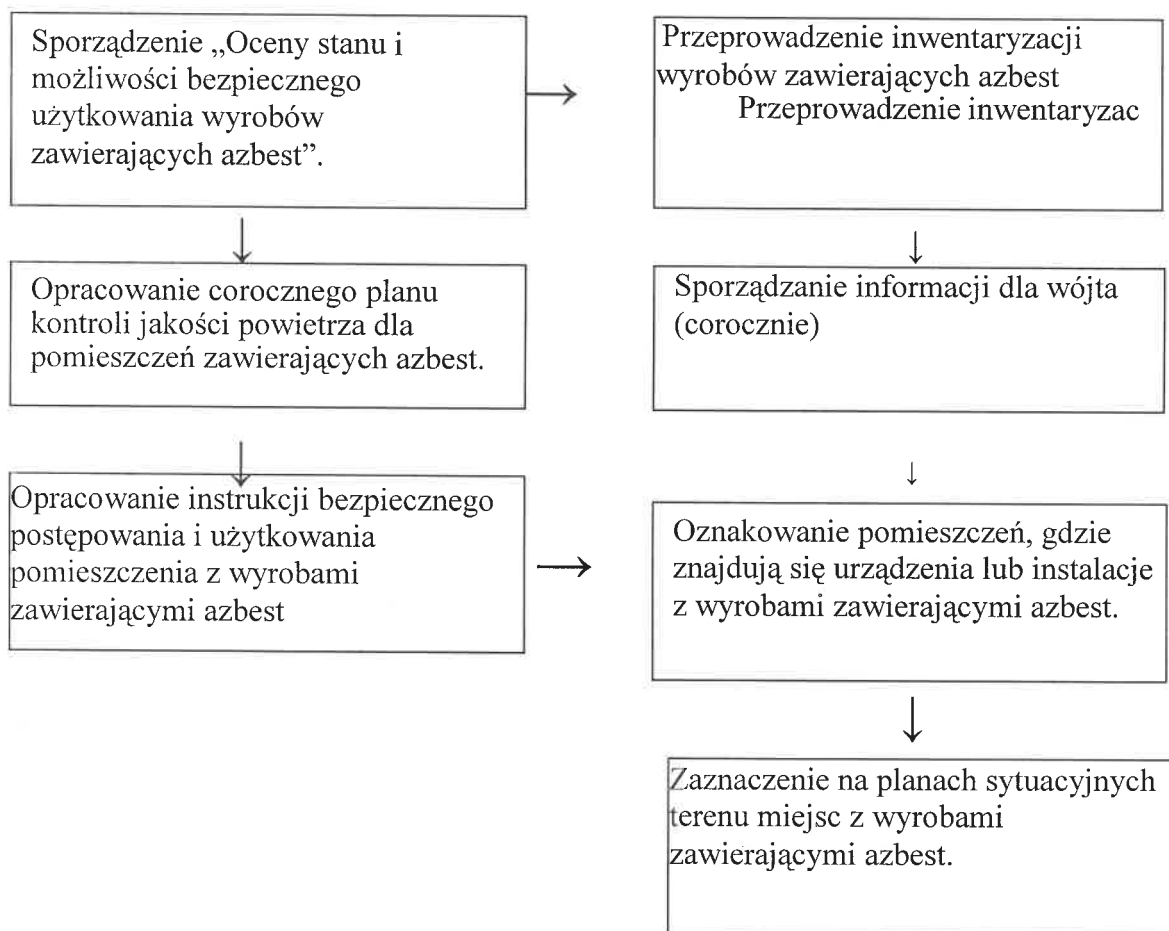 Sporządzenie „Oceny stanu i
możliwości bezpiecznego
użytkowania wyrobów
zawierających azbest”.
Przeprowadzenie inwentaryzacji
wyrobów zawierających azbest
Przeprowadzenie inwentaryzac
Opracowanie corocznego planu
kontroli jakości powietrza dla
pomieszczeń zawierających azbest.
Sporządzanie informacji dla wójta
(corocznie)
Opracowanie instrukcji bezpiecznego
postępowania i użytkowania
pomieszczenia z wyrobami
zawierającymi azbest
Oznakowanie pomieszczeń, gdzie
znajdują się urządzenia lub instalacje
z wyrobami zawierającymi azbest.
Zaznaczenie na planach sytuacyjnych
terenu miejsc z wyrobami
zawierającymi azbest.